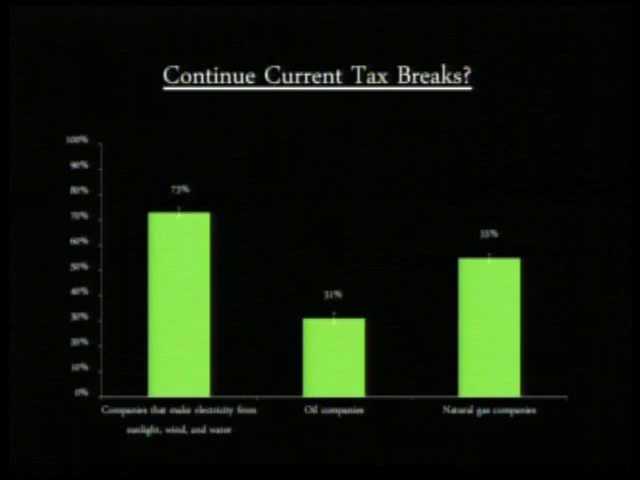 Continue Current Tax Breaks?
100%
90%
80%
70%
60%
50%
40%
30%
20%
10%
0%
73%
31%
55%
Companies that make electricity from
sunlight, wind, and water
Oil companies
Natural gas companies